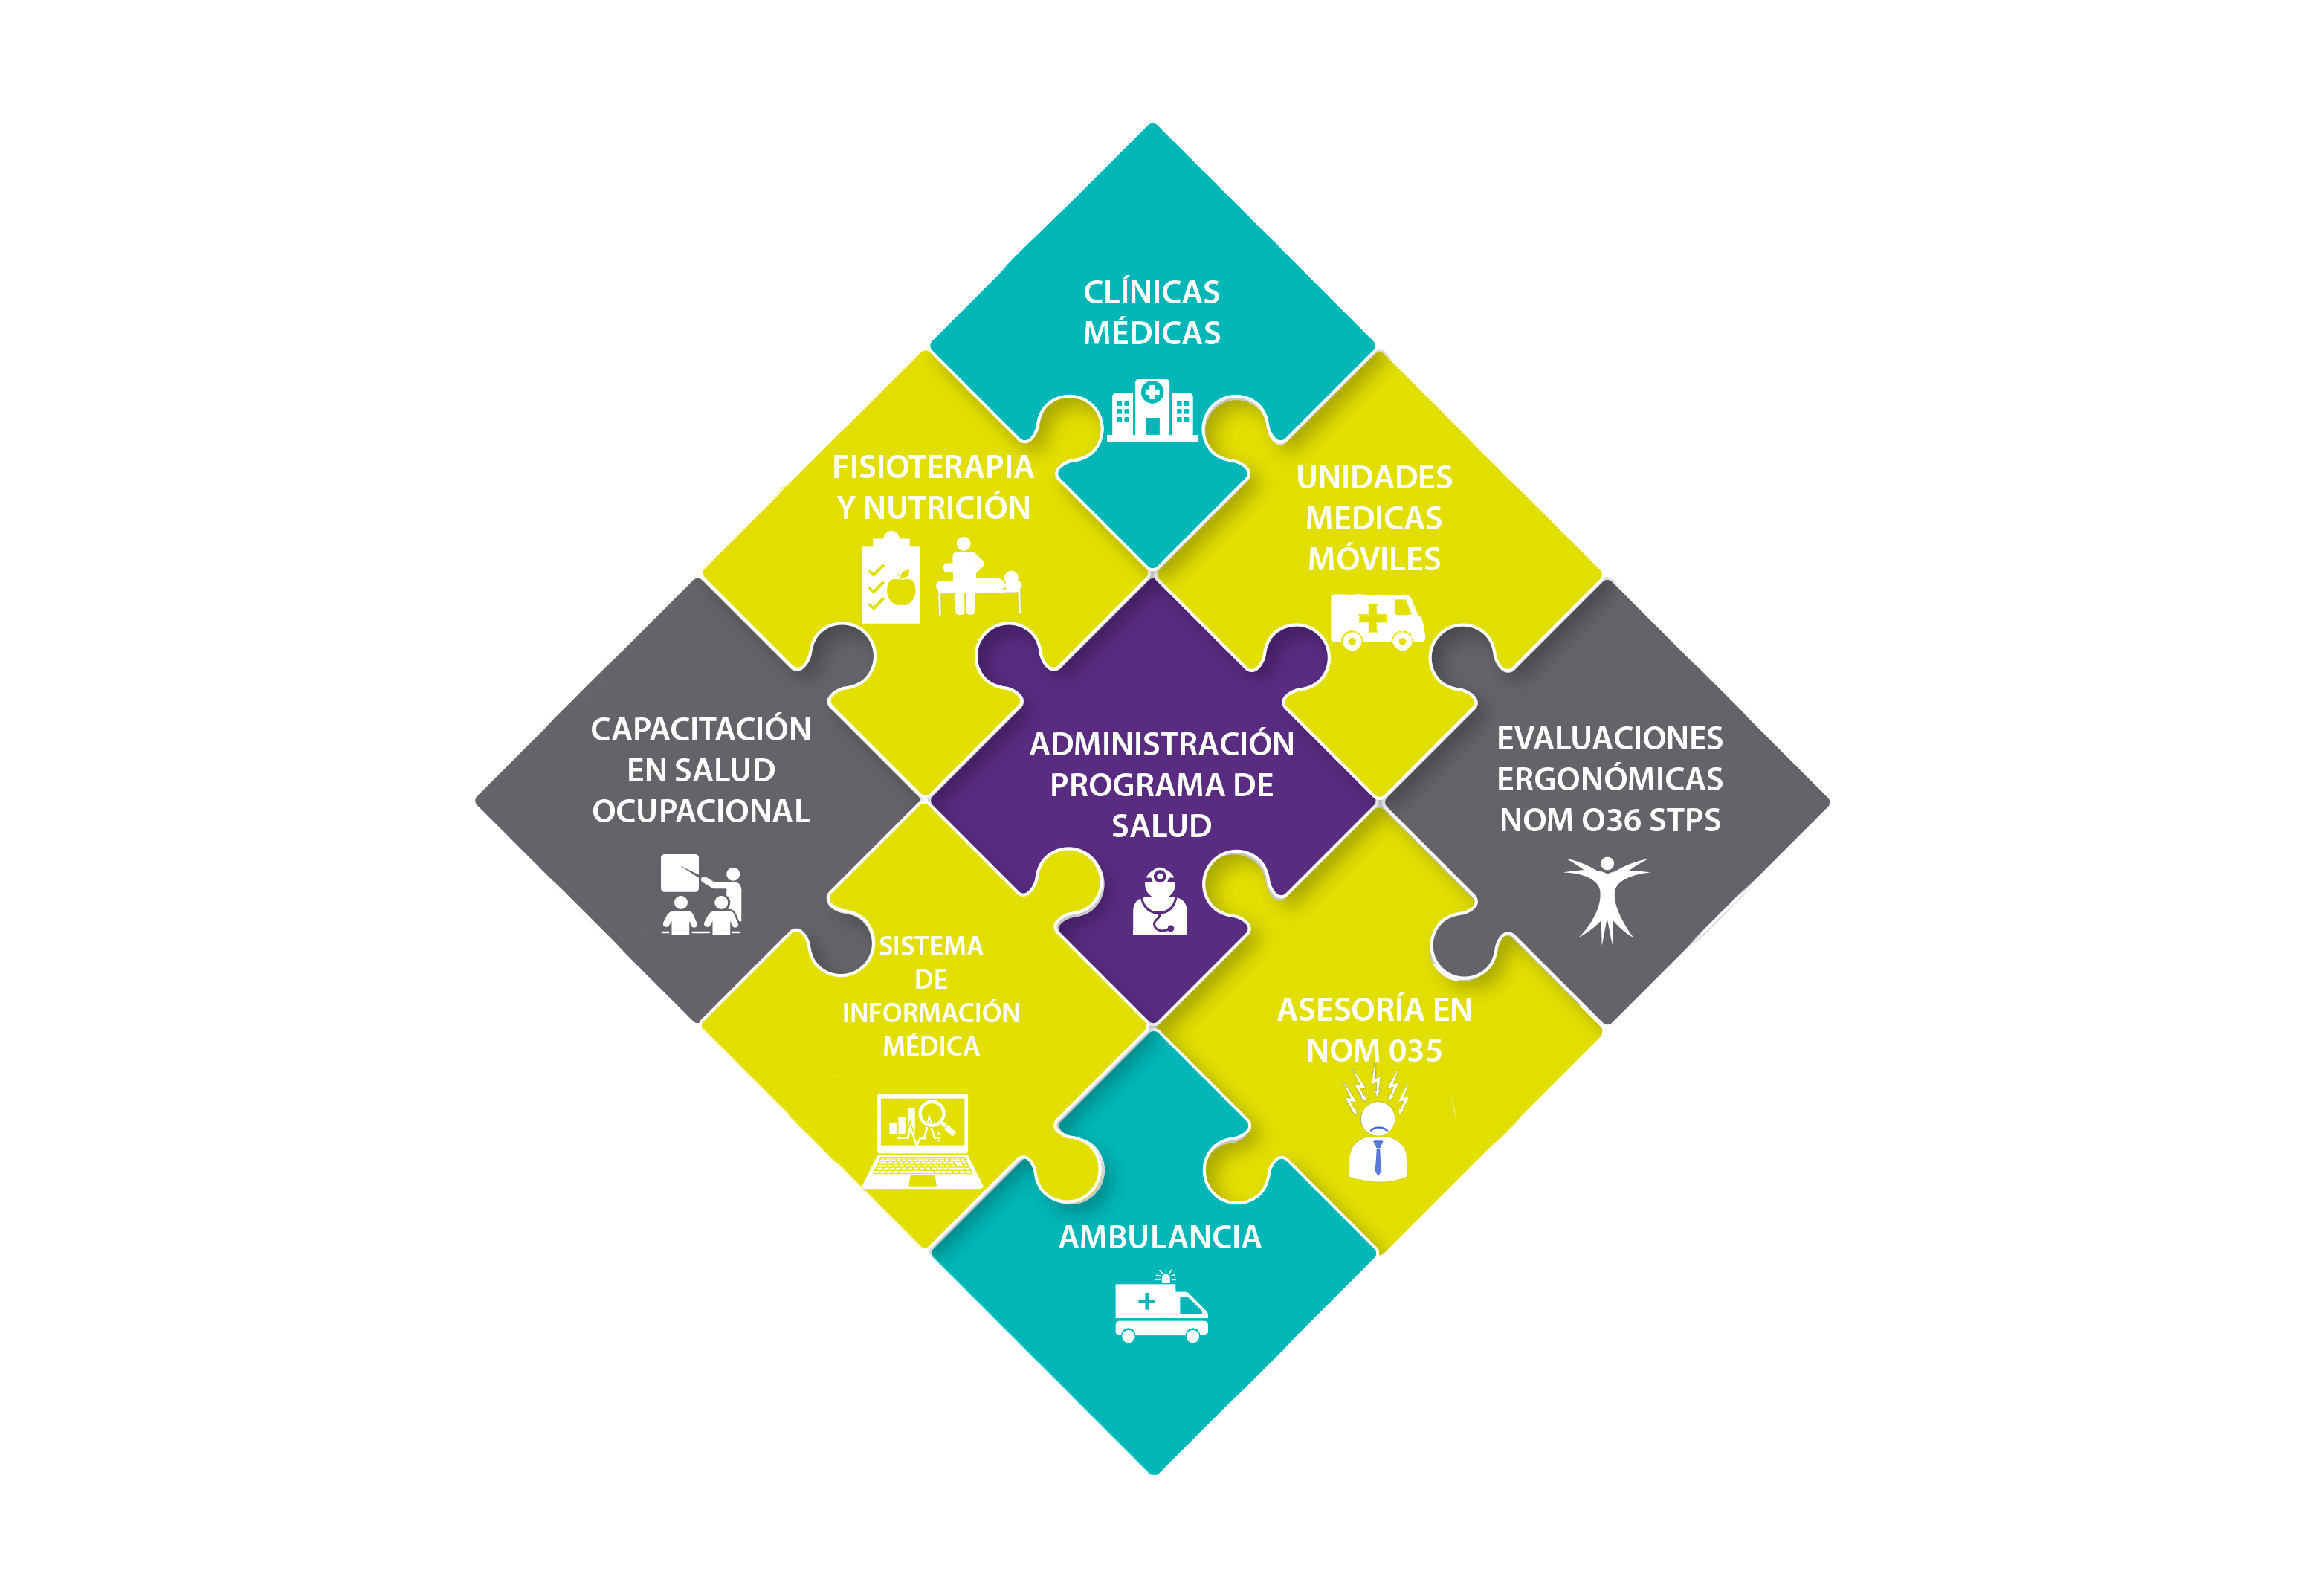 CLÍNICAS
MÉDICAS
FISIOTERAPIA
Y NUTRICIÓN
UNIDADES
MEDICAS
MÓVILES
CAPACITACIÓN
EN SALUD
OCUPACIONAL
ADMINISTRACIÓN
PROGRAMA DE
SALUD
EVALUACIONES
ERGONÓMICAS
NOM O36 STPS
SISTEMA
DE
INFORMACIÓN
MÉDICA
ASESORÍA EN
NOM 035
AMBULANCIA